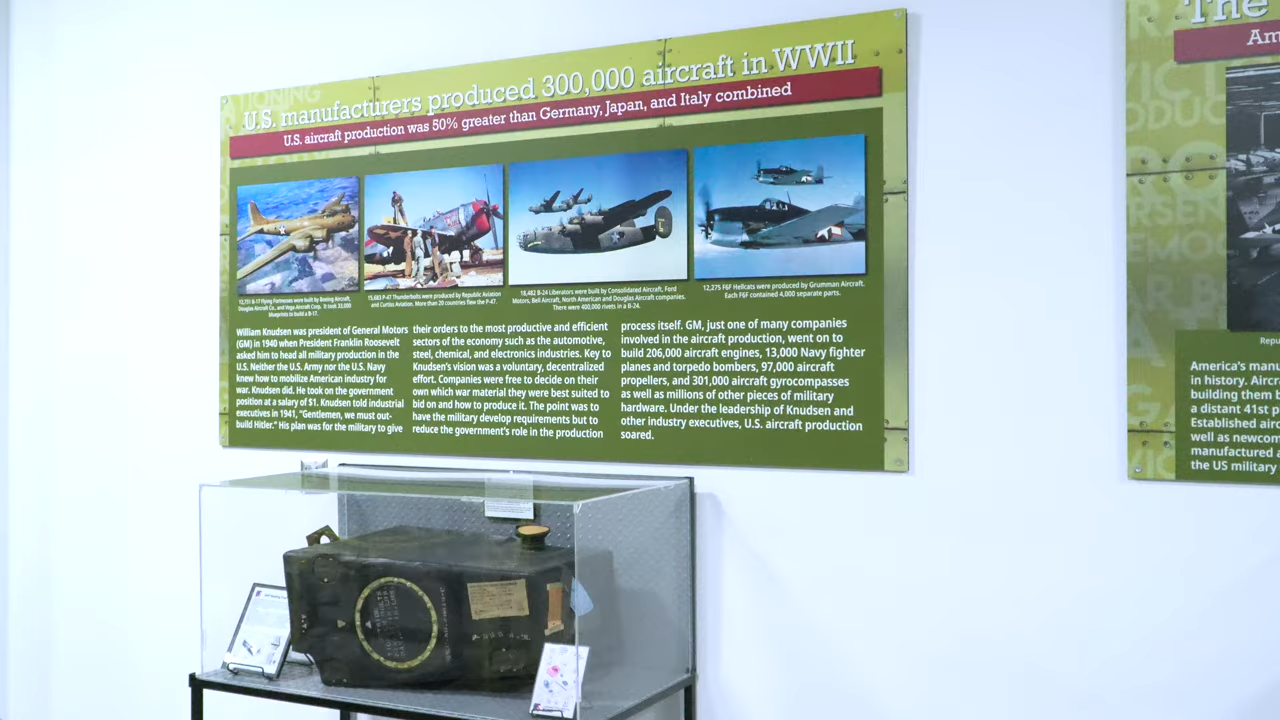 U.S. manufacturers produced 300,000 aircraft in WWII
U.S. aircraft production was 50% greater than Germany, Japan, and Italy combined
12,731 B-17 Flying Fortresses were built by Boeing Aircraft,
Douglas Aircraft Co., and Vega Aircraft Corp. It took 33,000
blueprints to build a B-17.
15,683 P-47 Thunderbolts were produced by Republic Aviation
and Curtiss Aviation. More than 20 countries flew the P-47.
18,482 B-24 Liberators were built by Consolidated Aircraft, Ford
Motors, Bell Aircraft, North American and Douglas Aircraft companies.
There were 400,000 rivets in a B-24.
12,275 F6F Hellcats were produced by Grumman Aircraft.
Each F6F contained 4,000 separate parts.
William Knudsen was president of General Motors
(GM) in 1940 when President Franklin Roosevelt
asked him to head all military production in the
U.S. Neither the U.S. Army nor the U.S. Navy
knew how to mobilize American industry for
war. Knudsen did. He took on the government
position at a salary of $1. Knudsen told industrial
executives in 1941, "Gentlemen, we must out-
build Hitler." His plan was for the military to give
their orders to the most productive and efficient
sectors of the economy such as the automotive,
steel, chemical, and electronics industries. Key to
Knudsen's vision was a voluntary, decentralized
effort. Companies were free to decide on their
own which war material they were best suited to
bid on and how to produce it. The point was to
have the military develop requirements but to
reduce the government's role in the production
process itself. GM, just one of many companies
involved in the aircraft production, went on to
build 206,000 aircraft engines, 13,000 Navy fighter
planes and torpedo bombers, 97,000 aircraft
propellers, and 301,000 aircraft gyrocompasses
as well as millions of other pieces of military
hardware. Under the leadership of Knudsen and
other industry executives, U.S. aircraft production
soared.
The
Am
Repu
America's manu
in history. Aircr
building them b
a distant 41st p
Established airc
well as newcom
manufactured a
the US military